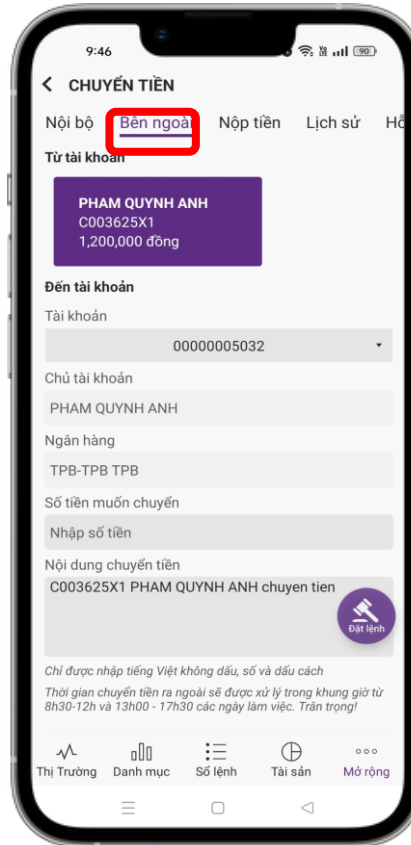 9:46
90
CHUYỂN TIỀN
Nội bộ Bên ngoài Nộp tiền Lịch sử Hỗ
Từ tài khoản
PHAM QUYNH ANH
C003625X1
1,200,000 đồng
Đến tài khoản
Tài khoản
00000005032
Chủ tài khoản
PHAM QUYNH ANH
Ngân hàng
TPB-TPB TPB
Số tiền muốn chuyển
Nhập số tiền
Nội dung chuyển tiền
C003625X1 PHAM QUYNH ANH chuyen tien
Đặt lệnh
Chỉ được nhập tiếng Việt không dấu, số và dấu cách
Thời gian chuyển tiền ra ngoài sẽ được xử lý trong khung giờ từ
8h30-12h và 13h00 - 17h30 các ngày làm việc. Trân trọng!
Thị Trường Danh mục Sổ lệnh Tài sản Mở rộng